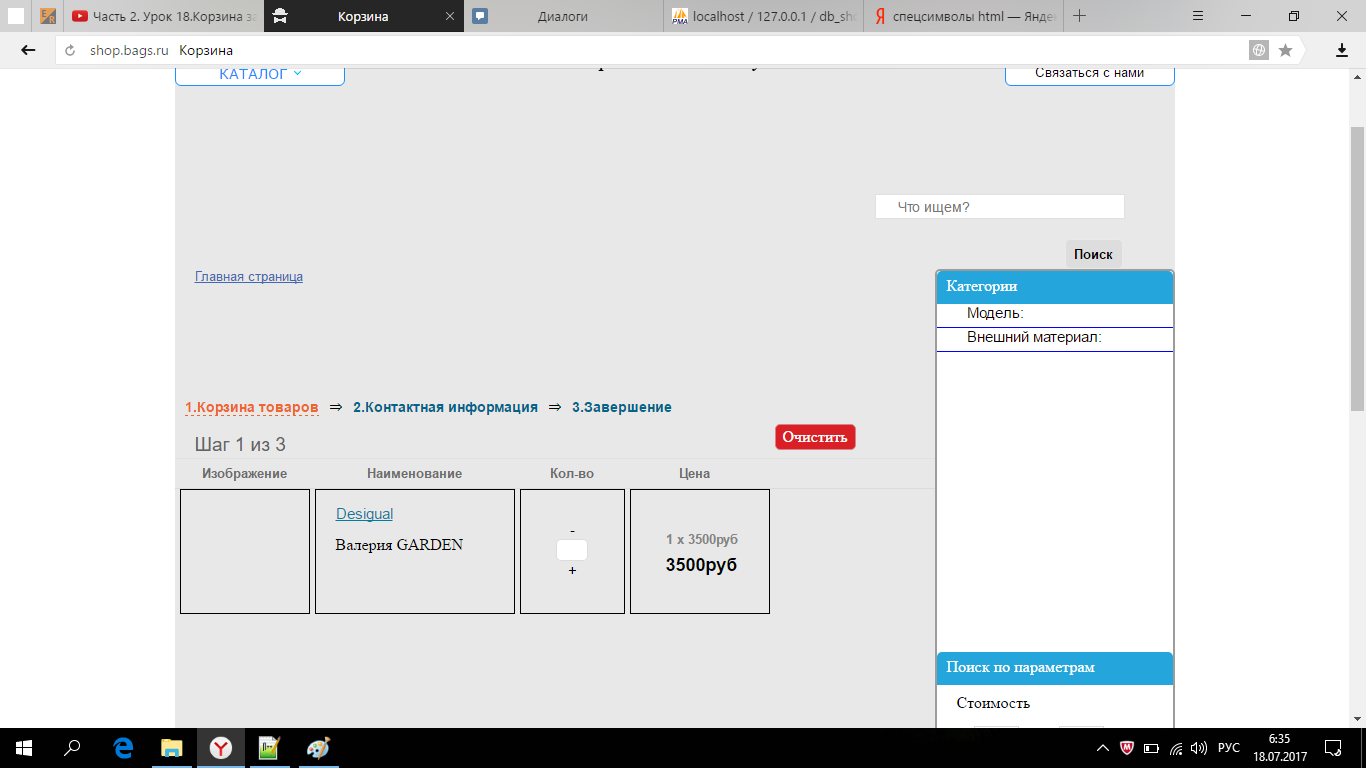 Часть 2. Урок 18.Корзина за
Корзина
Диалоги
localhost / 127.0.0.1 / db_sho
спецсимволы html — Яндек
shop.bags.ru Корзина
КАТАЛОГ
Связаться с нами
Что ищем?
Поиск
Главная страница
Категории
Модель:
Внешний материал:
1.Корзина товаров ⇒ 2.Контактная информация ⇒ 3.Завершение
Шаг 1 из 3
Очистить
Изображение Наименование Кол-во Цена
Desigual
Валерия GARDEN
-
+
1 x 3500руб
3500руб
Поиск по параметрам
Стоимость
РУС
6:35
18.07.2017